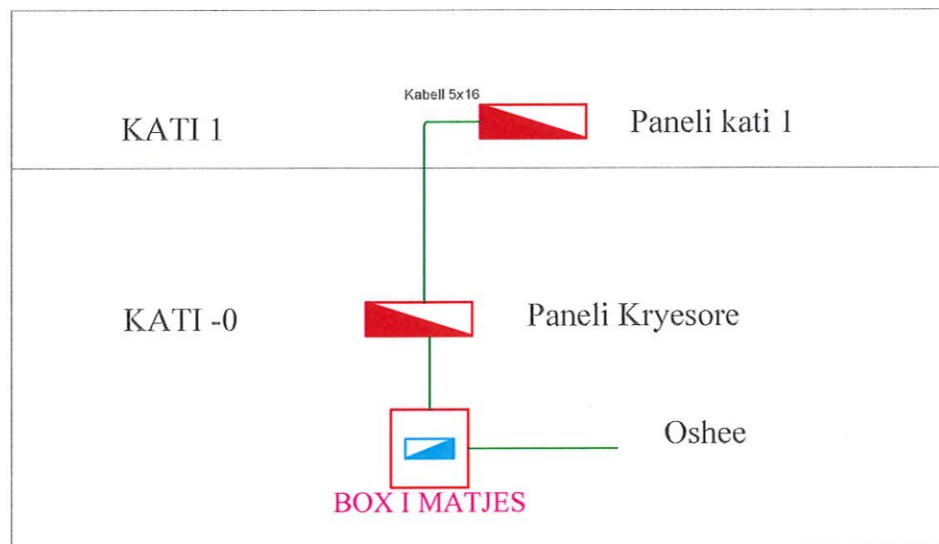 Kabell 5x16
KATI 1
Paneli kati 1
KATI -0
Paneli Kryesore
Oshee
BOX I MATJES